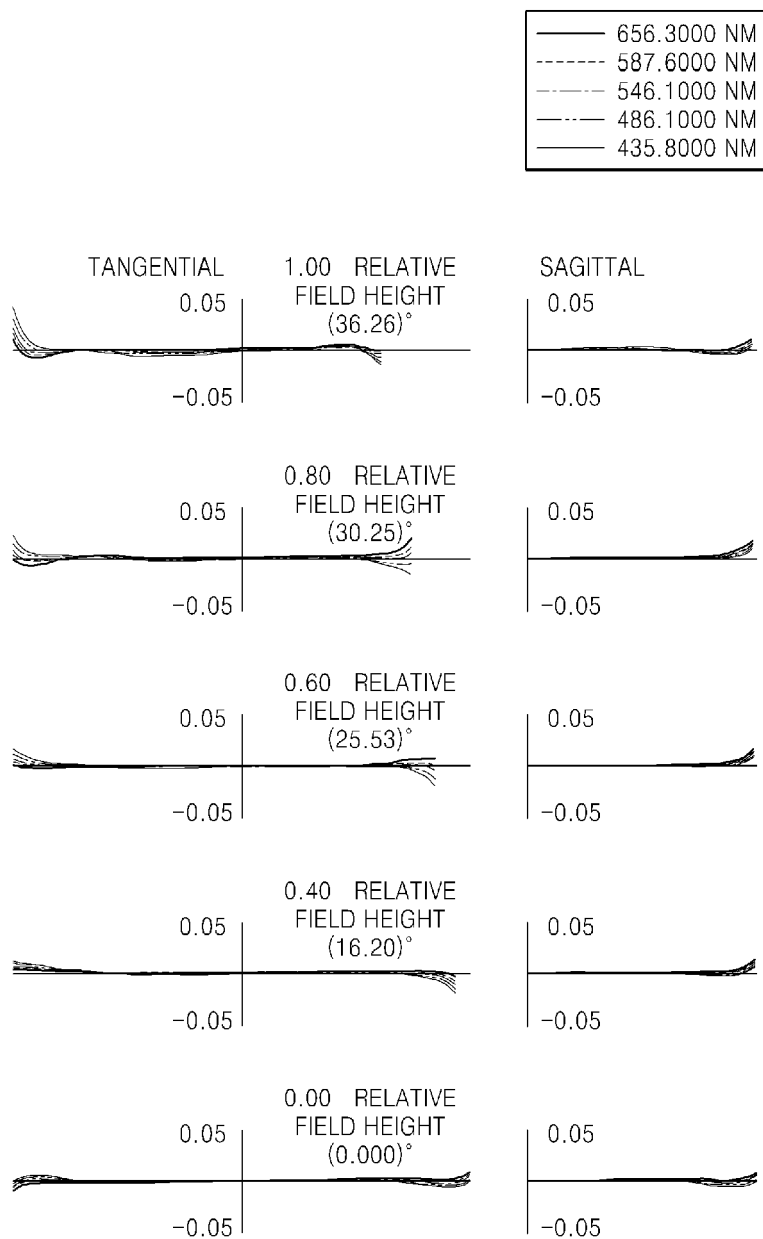 656.3000 NM
587.6000 NM
546.1000 NM
486.1000 NM
435.8000 NM
TANGENTIAL
1.00 RELATIVE
FIELD HEIGHT
(36.26)°
SAGITTAL
0.05
-0.05
0.05
-0.05
0.80 RELATIVE
FIELD HEIGHT
(30.25)°
0.05
-0.05
0.05
-0.05
0.60 RELATIVE
FIELD HEIGHT
(25.53)°
0.05
-0.05
0.05
-0.05
0.40 RELATIVE
FIELD HEIGHT
(16.20)°
0.05
-0.05
0.05
-0.05
0.00 RELATIVE
FIELD HEIGHT
(0.000)°
0.05
-0.05
0.05
-0.05